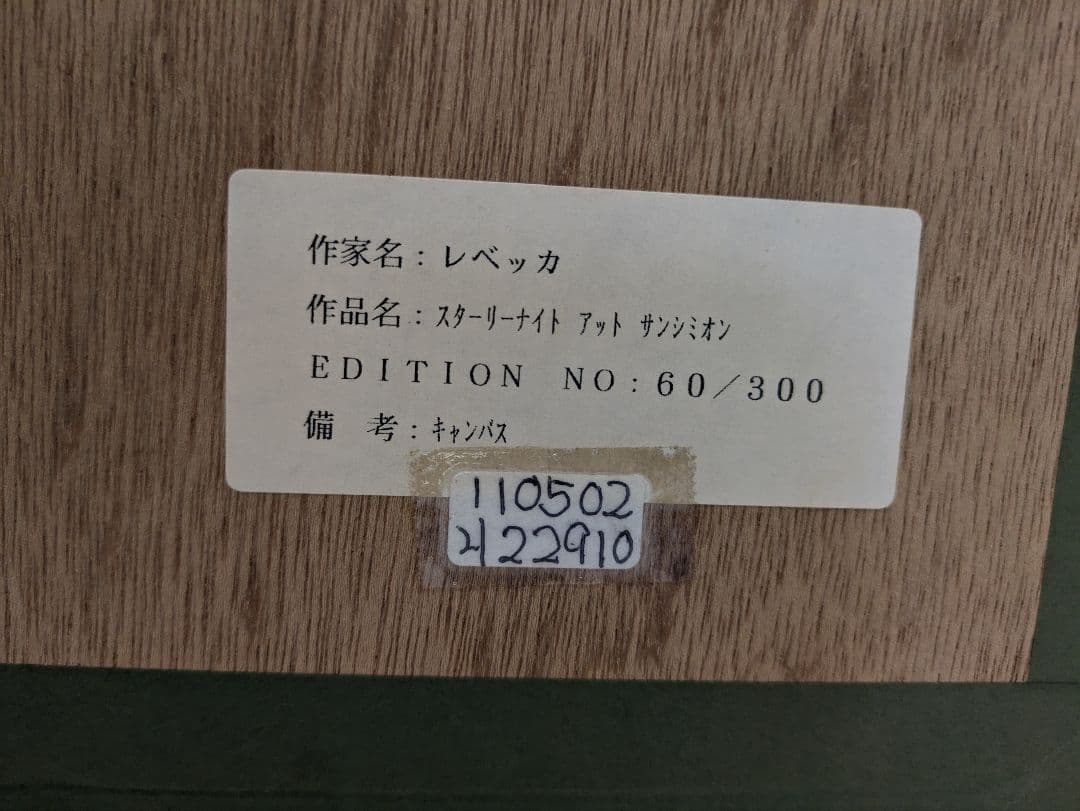 作家名：レベッカ
作品名：ｽﾀｰﾘｰﾅｲﾄ ｱｯﾄ ｻﾝｼﾐｵﾝ
ＥＤＩＴＩＯＮ　ＮＯ：６０／３００
備　考：ｷｬﾝﾊﾞｽ
110502
2122910